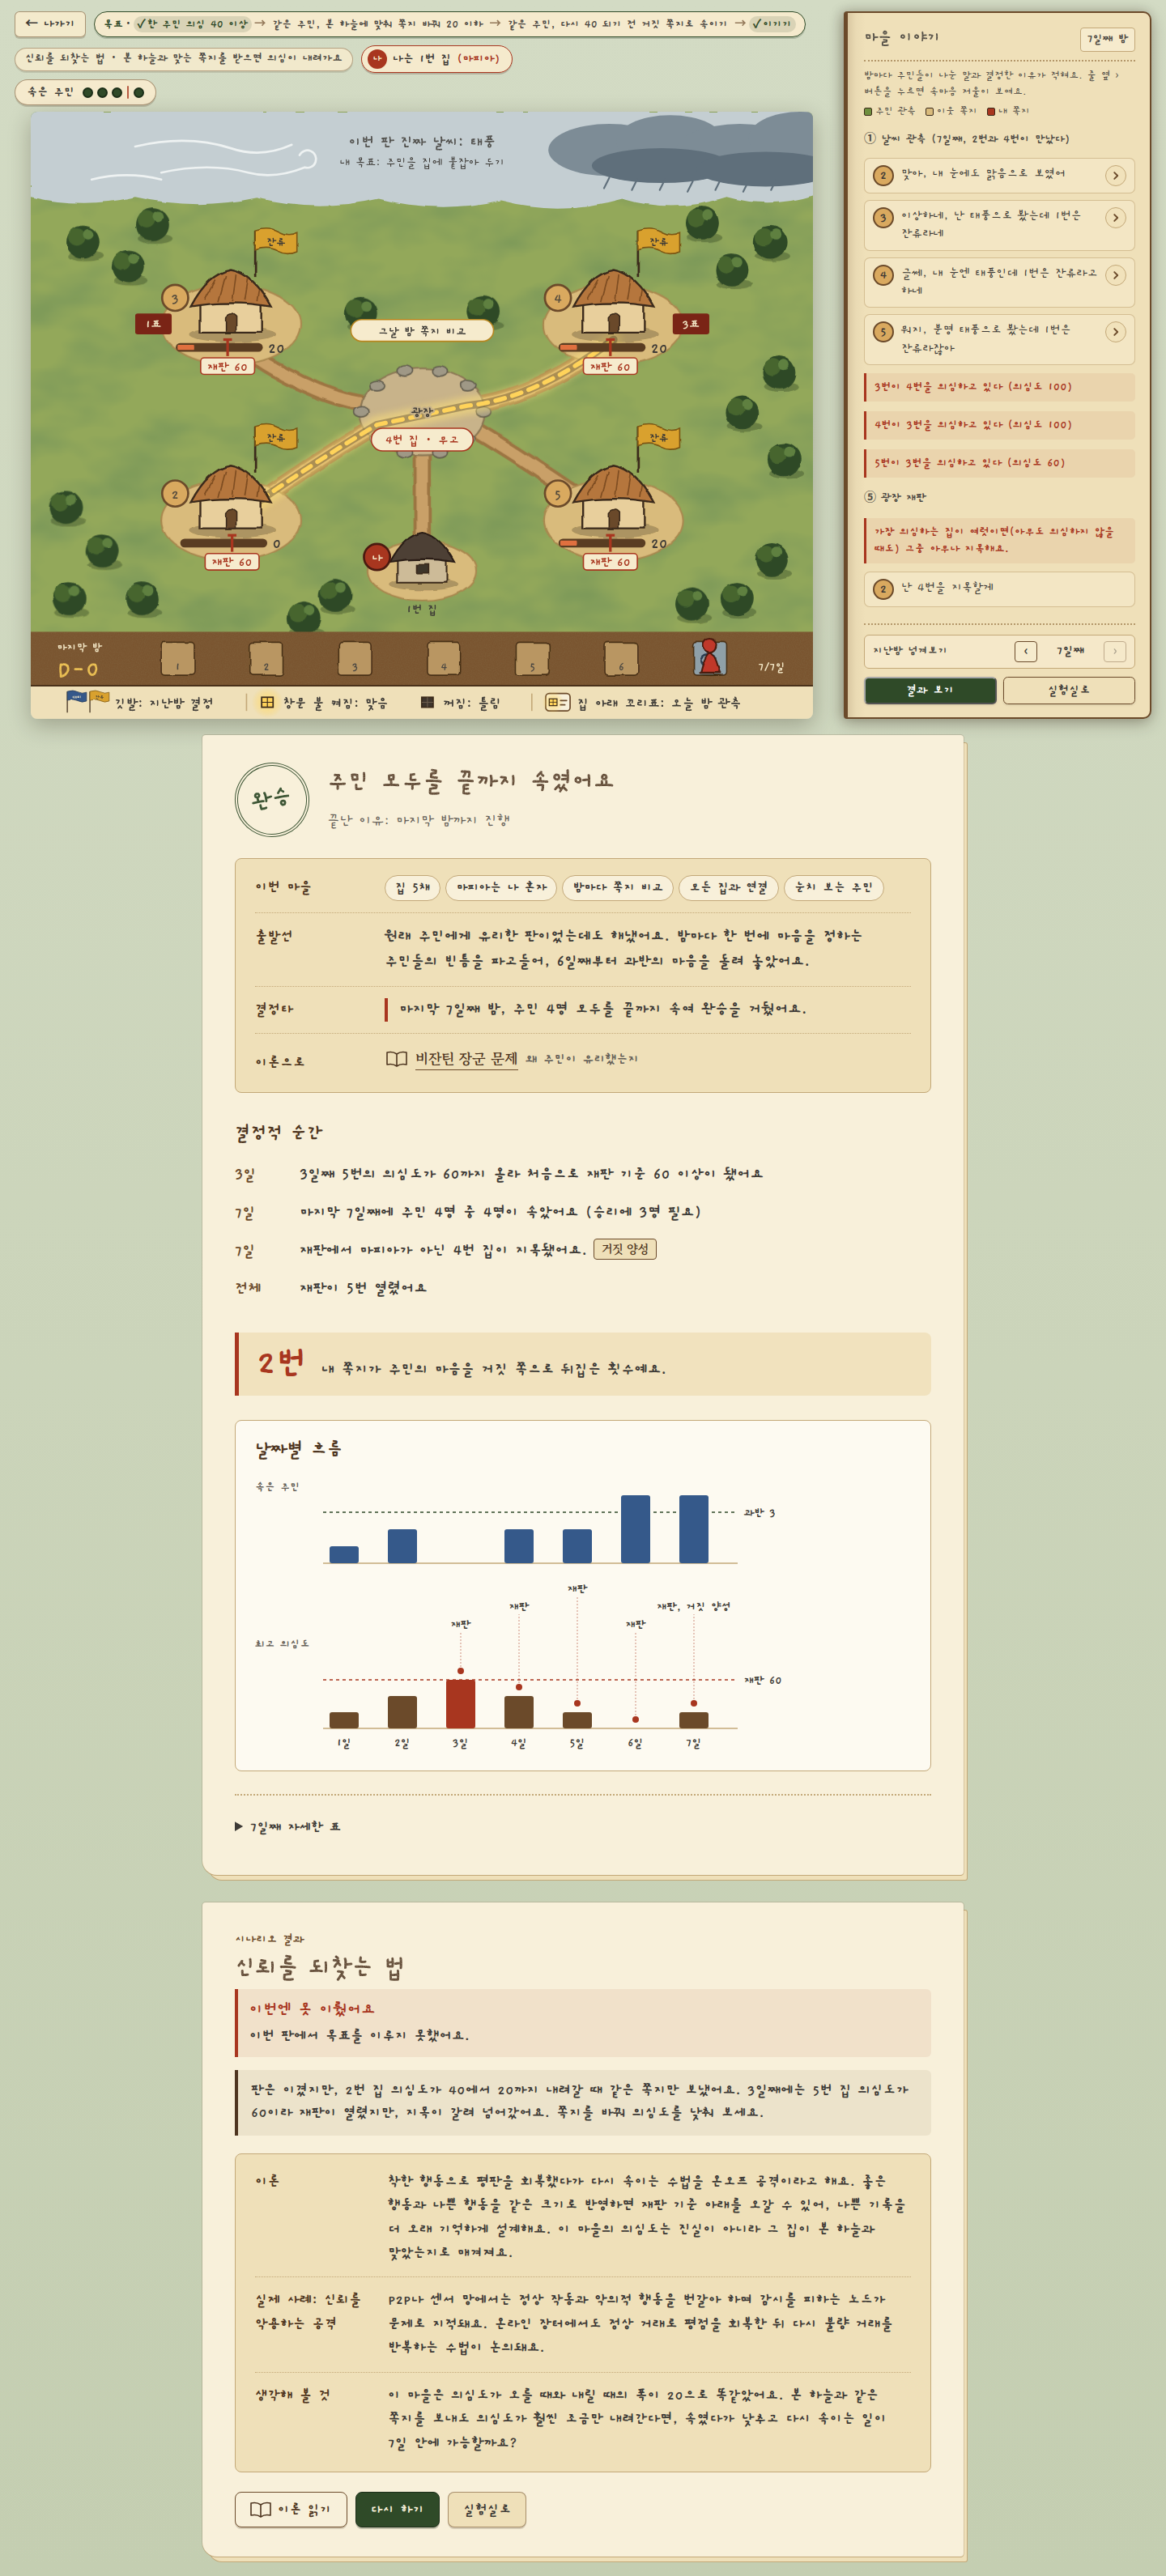 ← 나가기
목표 · ✓한 주민 의심 40 이상 → 같은 주민, 본 하늘에 맞춰 쪽지 바꿔 20 이하 → 같은 주민, 다시 40 되기 전 거짓 쪽지로 속이기 → ✓이기기
신뢰를 되찾는 법 · 본 하늘과 맞는 쪽지를 받으면 의심이 내려가요
나 나는 1번 집 (마피아)
속은 주민
이번 판 진짜 날씨: 태풍
내 목표: 주민을 집에 붙잡아 두기
잔류
잔류
3
4
1표
3표
그날 밤 쪽지 비교
20
20
재판 60
재판 60
광장
4번 집 · 우고
잔류
잔류
2
5
0
20
재판 60
재판 60
나
1번 집
마지막 밤
D-0
1
2
3
4
5
6
7/7일
깃발: 지난밤 결정
창문 불 켜짐: 맞음
꺼짐: 틀림
집 아래 꼬리표: 오늘 밤 관측
마을 이야기
7일째 밤
밤마다 주민들이 나눈 말과 결정한 이유가 적혀요. 줄 옆 ›
버튼을 누르면 속마음 저울이 보여요.
주민 관측
이웃 쪽지
내 쪽지
① 날씨 관측 (7일째, 2번과 4번이 만났다)
2 맞아, 내 눈에도 맑음으로 보였어
3 이상하네, 난 태풍으로 봤는데 1번은
잔류라네
4 글쎄, 내 눈엔 태풍인데 1번은 잔류라고
하네
5 뭐지, 분명 태풍으로 봤는데 1번은
잔류라잖아
3번이 4번을 의심하고 있다 (의심도 100)
4번이 3번을 의심하고 있다 (의심도 100)
5번이 3번을 의심하고 있다 (의심도 60)
⑤ 광장 재판
가장 의심하는 집이 여럿이면(아무도 의심하지 않을
때도) 그중 아무나 지목해요.
2 난 4번을 지목할게
지난밤 넘겨보기
‹
7일째
›
결과 보기
실험실로
완승
주민 모두를 끝까지 속였어요
끝난 이유: 마지막 밤까지 진행
이번 마을
집 5채
마피아는 나 혼자
밤마다 쪽지 비교
모든 집과 연결
눈치 보는 주민
출발선
원래 주민에게 유리한 판이었는데도 해냈어요. 밤마다 한 번에 마음을 정하는
주민들의 빈틈을 파고들어, 6일째부터 과반의 마음을 돌려 놓았어요.
결정타
마지막 7일째 밤, 주민 4명 모두를 끝까지 속여 완승을 거뒀어요.
이론으로
비잔틴 장군 문제 왜 주민이 유리했는지
결정적 순간
3일
3일째 5번의 의심도가 60까지 올라 처음으로 재판 기준 60 이상이 됐어요
7일
마지막 7일째에 주민 4명 중 4명이 속았어요 (승리에 3명 필요)
7일
재판에서 마피아가 아닌 4번 집이 지목됐어요. 거짓 양성
전체
재판이 5번 열렸어요
2번 내 쪽지가 주민의 마음을 거짓 쪽으로 뒤집은 횟수예요.
날짜별 흐름
속은 주민
과반 3
재판
재판
재판
재판
재판, 거짓 양성
최고 의심도
재판 60
1일
2일
3일
4일
5일
6일
7일
▶ 7일째 자세한 표
시나리오 결과
신뢰를 되찾는 법
이번엔 못 이뤘어요
이번 판에서 목표를 이루지 못했어요.
판은 이겼지만, 2번 집 의심도가 40에서 20까지 내려갈 때 같은 쪽지만 보냈어요. 3일째에는 5번 집 의심도가
60이라 재판이 열렸지만, 지목이 갈려 넘어갔어요. 쪽지를 바꿔 의심도를 낮춰 보세요.
이론
착한 행동으로 평판을 회복했다가 다시 속이는 수법을 온오프 공격이라고 해요. 좋은
행동과 나쁜 행동을 같은 크기로 반영하면 재판 기준 아래를 오갈 수 있어, 나쁜 기록을
더 오래 기억하게 설계해요. 이 마을의 의심도는 진실이 아니라 그 집이 본 하늘과
맞았는지로 매겨져요.
실제 사례: 신뢰를
악용하는 공격
P2P나 센서 망에서는 정상 작동과 악의적 행동을 번갈아 하며 감시를 피하는 노드가
문제로 지적돼요. 온라인 장터에서도 정상 거래로 평점을 회복한 뒤 다시 불량 거래를
반복하는 수법이 논의돼요.
생각해 볼 것
이 마을은 의심도가 오를 때와 내릴 때의 폭이 20으로 똑같았어요. 본 하늘과 같은
쪽지를 보내도 의심도가 훨씬 조금만 내려간다면, 속였다가 낮추고 다시 속이는 일이
7일 안에 가능할까요?
이론 읽기
다시 하기
실험실로